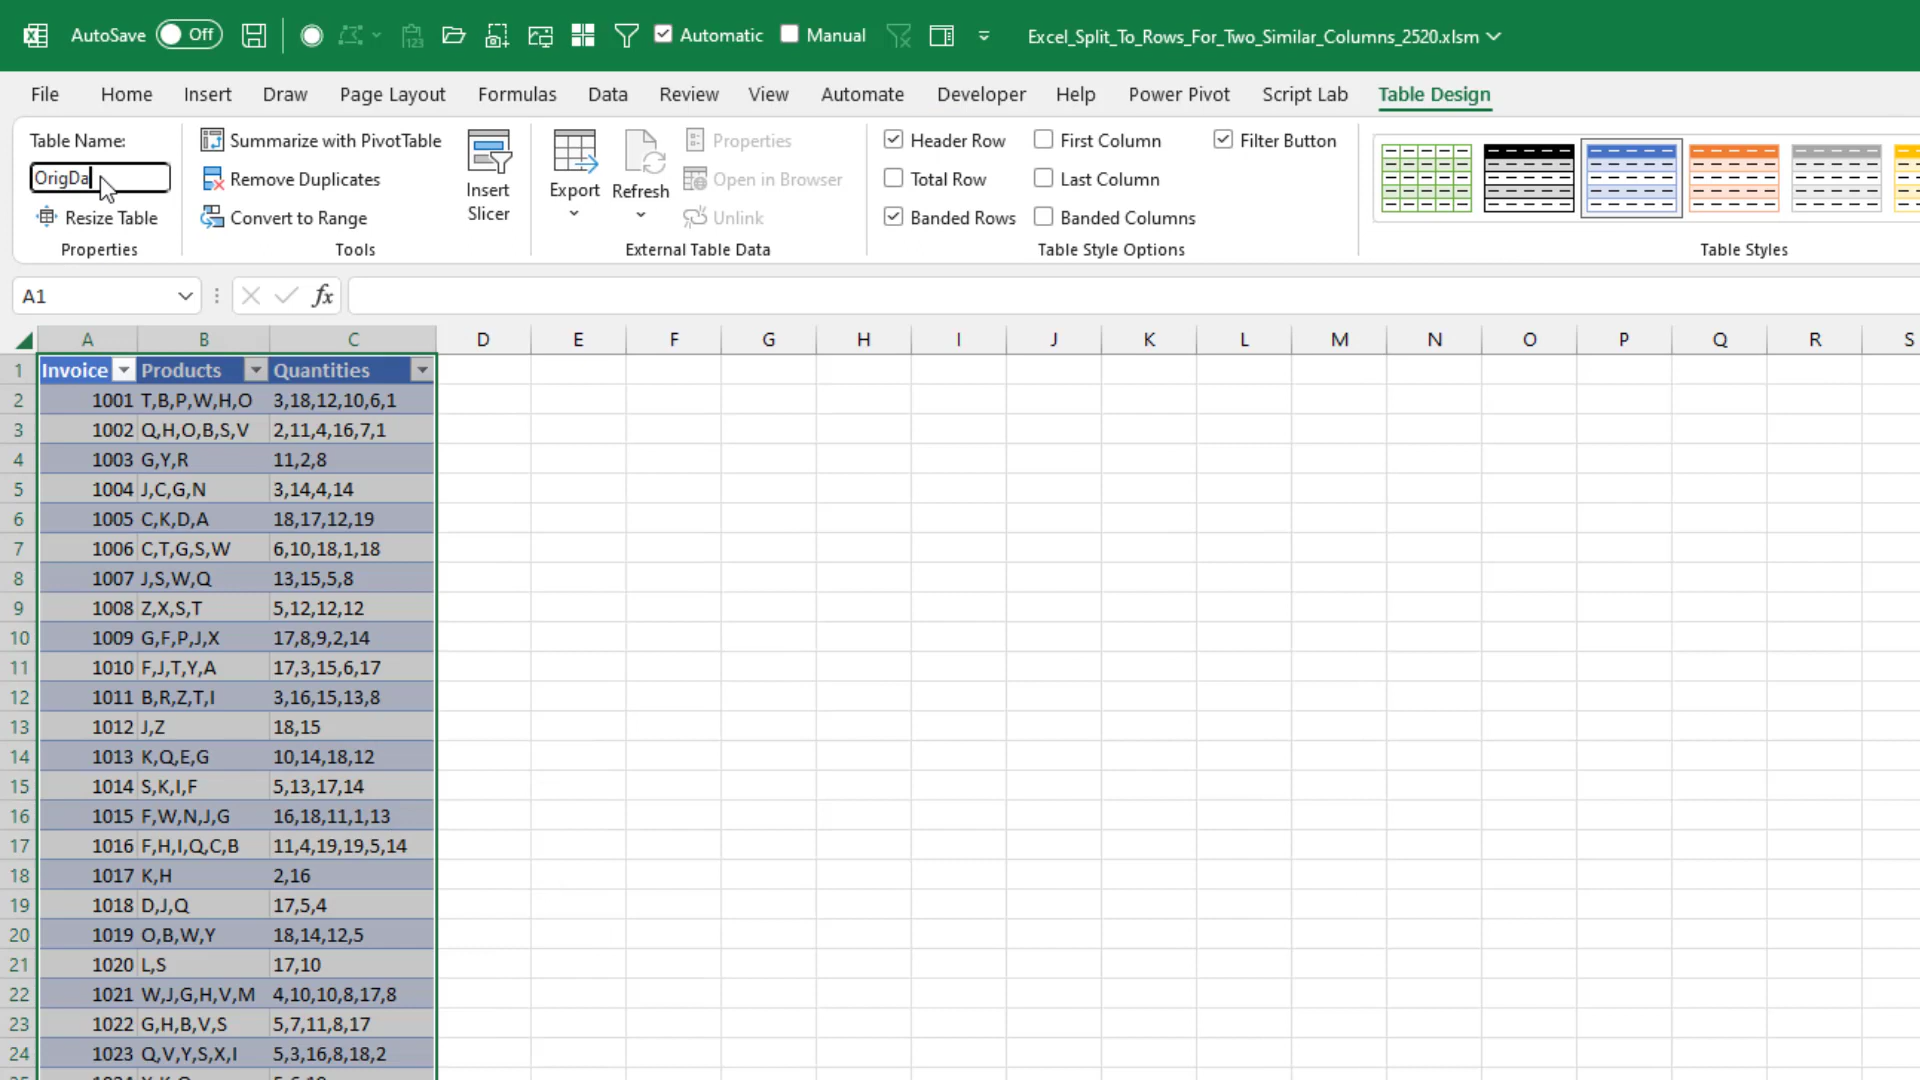 AutoSave Off Automatic Manual Excel_Split_To_Rows_For_Two_Similar_Columns_2520.xlsm
File Home Insert Draw Page Layout Formulas Data Review View Automate Developer Help Power Pivot Script Lab Table Design
Table Name:
OrigDa
Resize Table
Properties
Summarize with PivotTable
Remove Duplicates
Convert to Range
Tools
Insert
Slicer
Export
Refresh
Properties
Open in Browser
Unlink
External Table Data
Header Row
First Column
Filter Button
Total Row
Last Column
Banded Rows
Banded Columns
Table Style Options
Table Styles
A1 fx
A B C D E F G H I J K L M N O P Q R S
1 Invoice Products Quantities
2 1001 T,B,P,W,H,O 3,18,12,10,6,1
3 1002 Q,H,O,B,S,V 2,11,4,16,7,1
4 1003 G,Y,R 11,2,8
5 1004 J,C,G,N 3,14,4,14
6 1005 C,K,D,A 18,17,12,19
7 1006 C,T,G,S,W 6,10,18,1,18
8 1007 J,S,W,Q 13,15,5,8
9 1008 Z,X,S,T 5,12,12,12
10 1009 G,F,P,J,X 17,8,9,2,14
11 1010 F,J,T,Y,A 17,3,15,6,17
12 1011 B,R,Z,T,I 3,16,15,13,8
13 1012 J,Z 18,15
14 1013 K,Q,E,G 10,14,18,12
15 1014 S,K,I,F 5,13,17,14
16 1015 F,W,N,J,G 16,18,11,1,13
17 1016 F,H,I,Q,C,B 11,4,19,19,5,14
18 1017 K,H 2,16
19 1018 D,J,Q 17,5,4
20 1019 O,B,W,Y 18,14,12,5
21 1020 L,S 17,10
22 1021 W,J,G,H,V,M 4,10,10,8,17,8
23 1022 G,H,B,V,S 5,7,11,8,17
24 1023 Q,V,Y,S,X,I 5,3,16,8,18,2